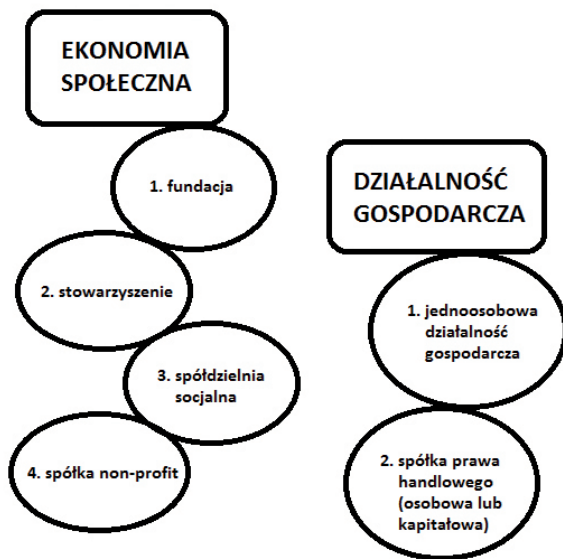 EKONOMIA
SPOŁECZNA
1. fundacja
2. stowarzyszenie
3. spółdzielnia
socjalna
4. spółka non-profit
DZIAŁALNOŚĆ
GOSPODARCZA
1. jednoosobowa
działalność
gospodarcza
2. spółka prawa
handlowego
(osobowa lub
kapitałowa)